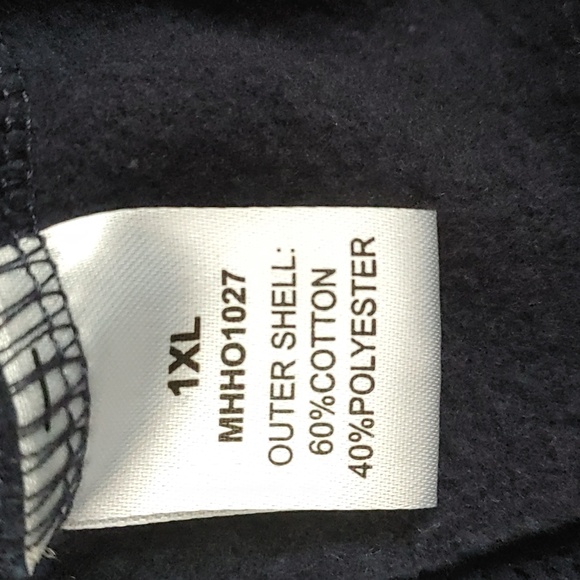 1XL
MHHO1027
OUTER SHELL:
60%COTTON
40%POLYESTER